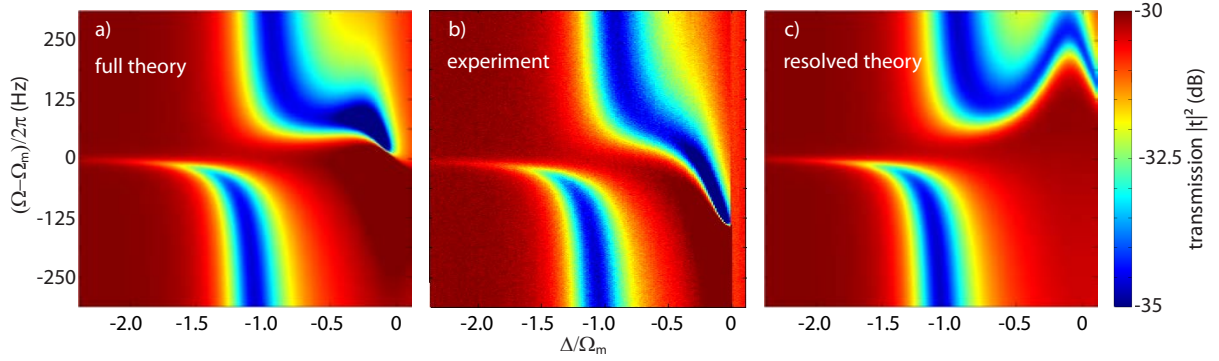 a)
full theory
b)
experiment
c)
resolved theory
(Ω−Ωₘ)/2π (Hz)
250
125
0
-125
-250
-2.0 -1.5 -1.0 -0.5 0
-2.0 -1.5 -1.0 -0.5 0
-2.0 -1.5 -1.0 -0.5 0
Δ/Ωₘ
-30
-32.5
-35
transmission |t|² (dB)